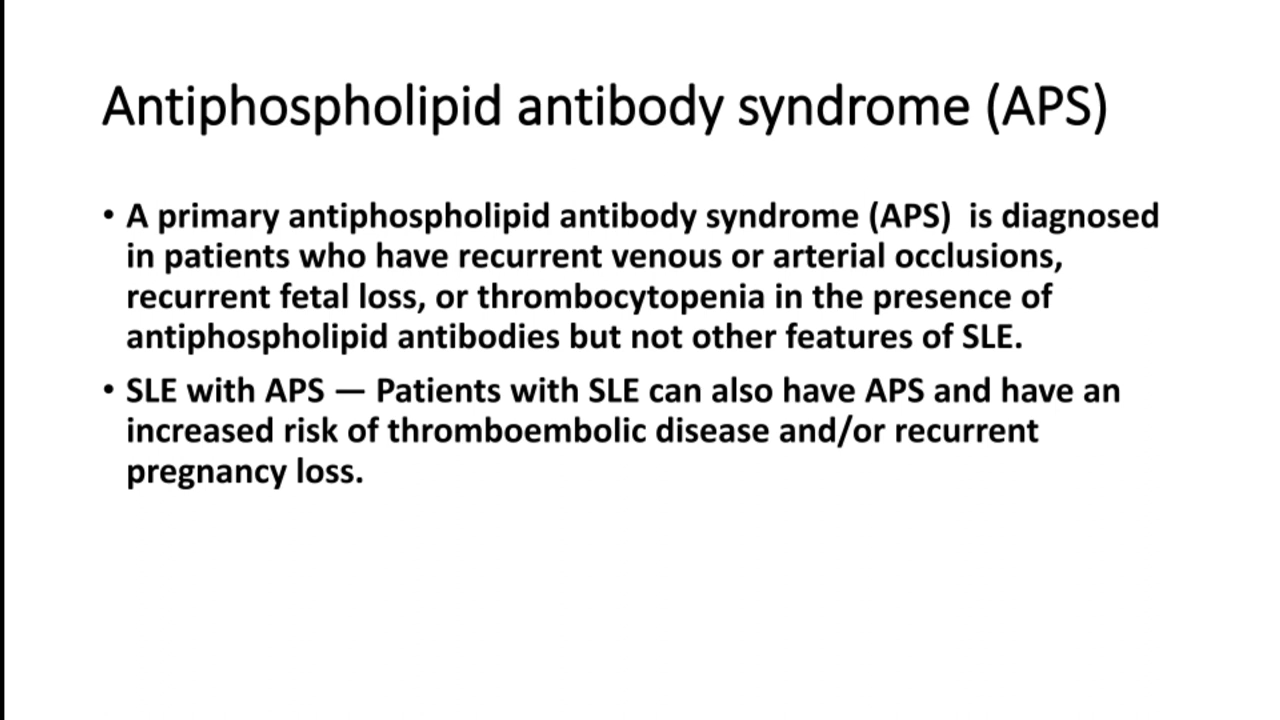 Antiphospholipid antibody syndrome (APS)
• A primary antiphospholipid antibody syndrome (APS)  is diagnosed
in patients who have recurrent venous or arterial occlusions,
recurrent fetal loss, or thrombocytopenia in the presence of
antiphospholipid antibodies but not other features of SLE.
• SLE with APS — Patients with SLE can also have APS and have an
increased risk of thromboembolic disease and/or recurrent
pregnancy loss.